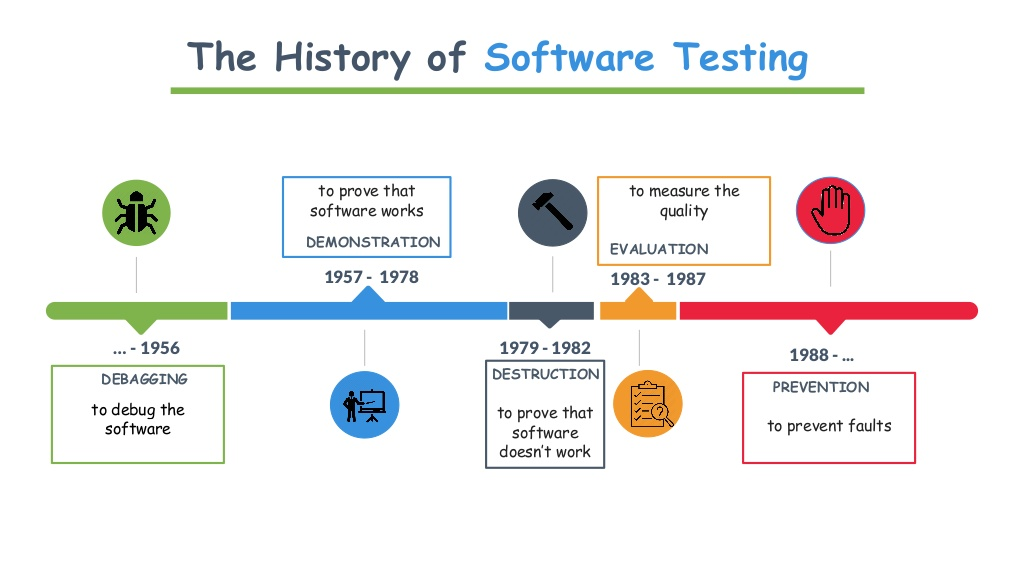 The History of Software Testing
to prove that
software works
DEMONSTRATION
1957 - 1978
to measure the
quality
EVALUATION
1983 - 1987
... - 1956
DEBAGGING
to debug the
software
1979 - 1982
DESTRUCTION
to prove that
software
doesn't work
1988 - ...
PREVENTION
to prevent faults